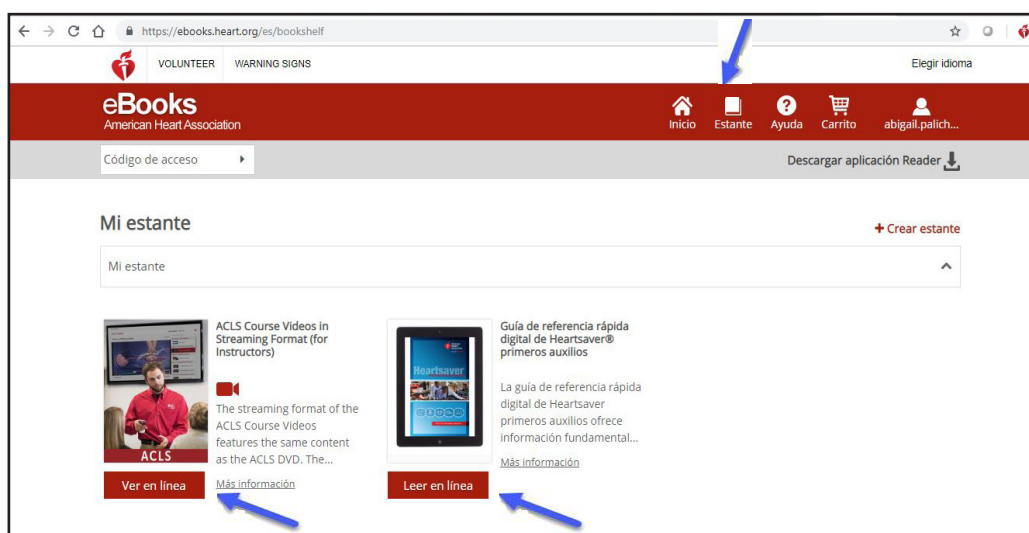 https://ebooks.heart.org/es/bookshelf
VOLUNTEER WARNING SIGNS Elegir idioma
eBooks
American Heart Association
Inicio Estante Ayuda Carrito abigail.palich...
Código de acceso Descargar aplicación Reader
Mi estante
+ Crear estante
Mi estante
ACLS Course Videos in
Streaming Format (for
Instructors)
The streaming format of the
ACLS Course Videos
features the same content
as the ACLS DVD. The...
Más información
ACLS
Ver en línea
Guía de referencia rápida
digital de Heartsaver®
primeros auxilios
La guía de referencia rápida
digital de Heartsaver
primeros auxilios ofrece
información fundamental...
Más información
Heartsaver
Leer en línea